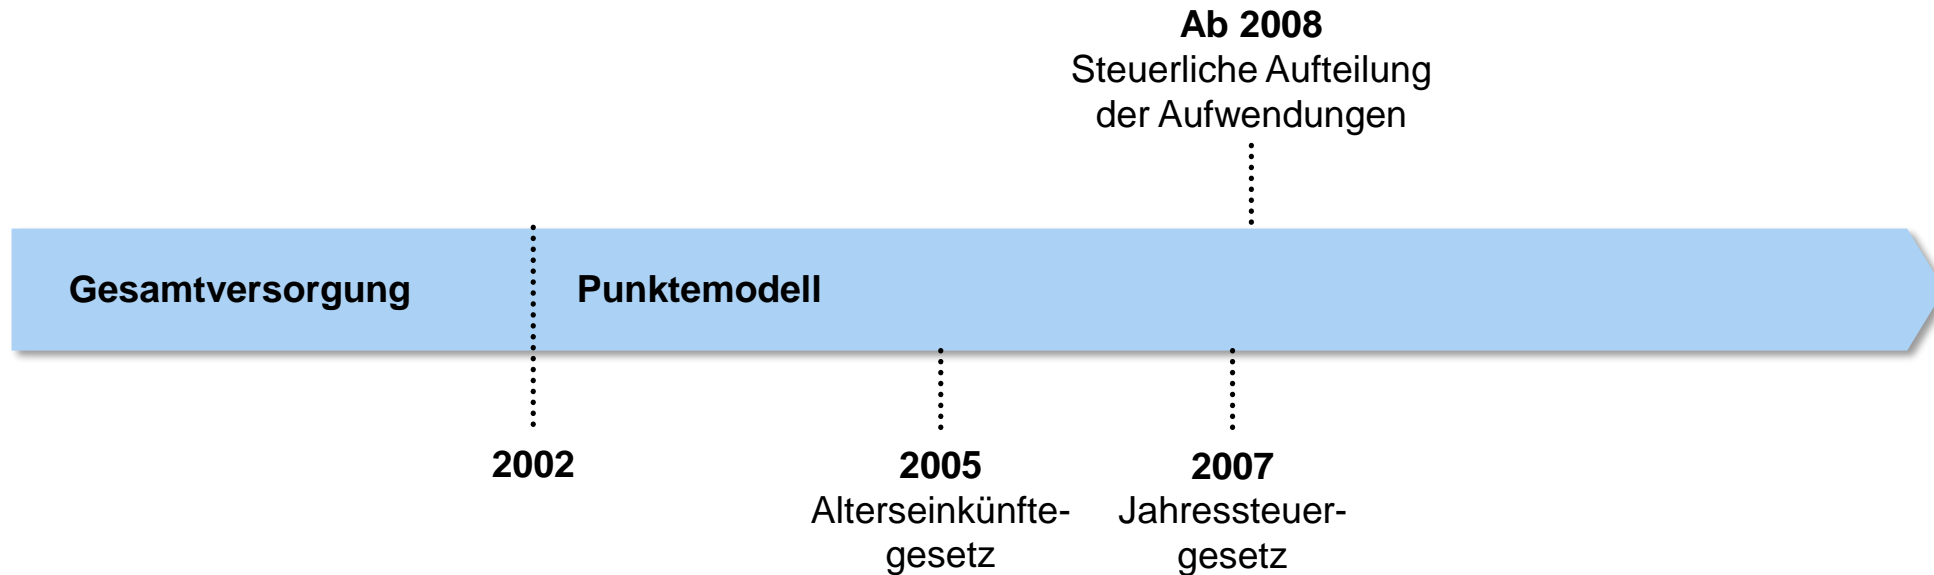 Ab 2008
Steuerliche Aufteilung
der Aufwendungen
Gesamtversorgung
Punktemodell
2002
2005
Alterseinkünfte-
gesetz
2007
Jahressteuer-
gesetz